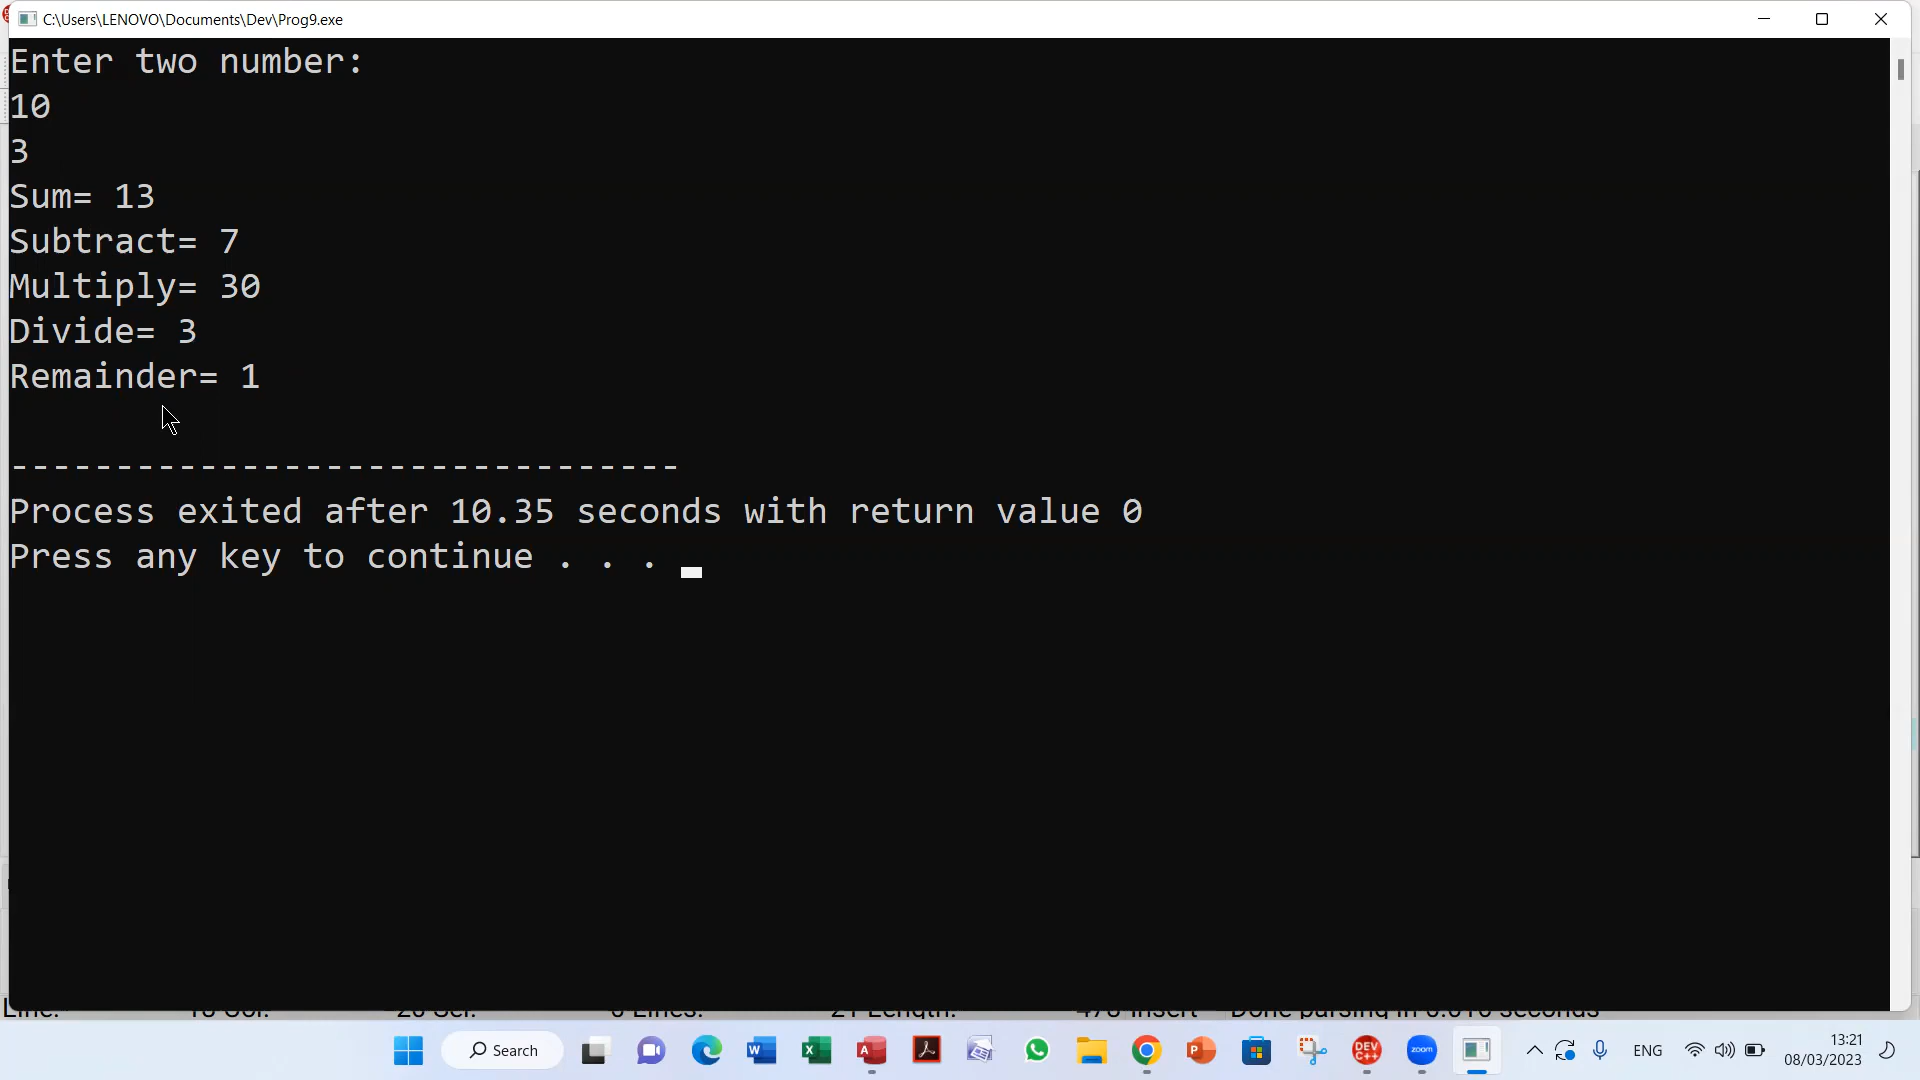 C:\Users\LENOVO\Documents\Dev\Prog9.exe
Enter two number:
10
3
Sum= 13
Subtract= 7
Multiply= 30
Divide= 3
Remainder= 1
--------------------------------
Process exited after 10.35 seconds with return value 0
Press any key to continue . . .
Search
DEV C++
zoom
ENG
13:21
08/03/2023